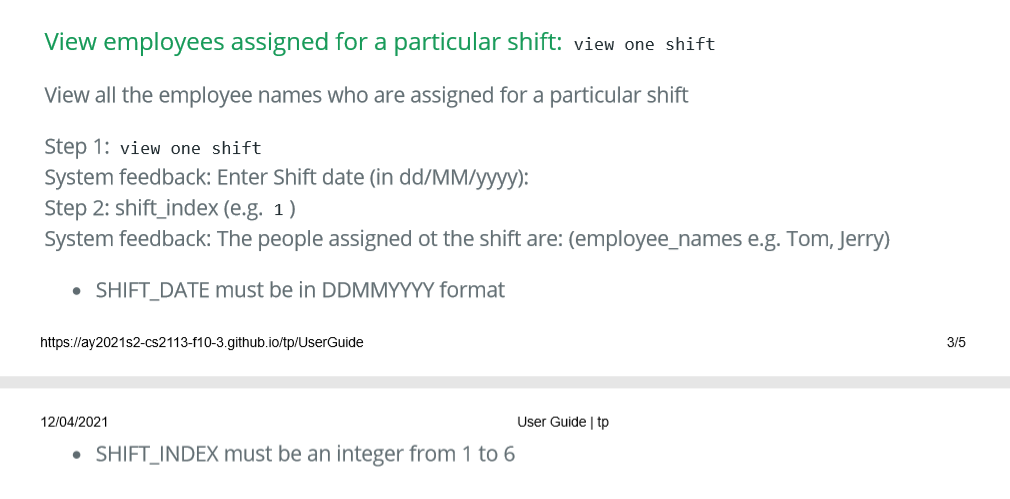 View employees assigned for a particular shift: view one shift
View all the employee names who are assigned for a particular shift
Step 1: view one shift
System feedback: Enter Shift date (in dd/MM/yyyy):
Step 2: shift_index (e.g. 1 )
System feedback: The people assigned ot the shift are: (employee_names e.g. Tom, Jerry)
• SHIFT_DATE must be in DDMMYYYY format
https://ay2021s2-cs2113-f10-3.github.io/tp/UserGuide 3/5
12/04/2021 User Guide | tp
• SHIFT_INDEX must be an integer from 1 to 6